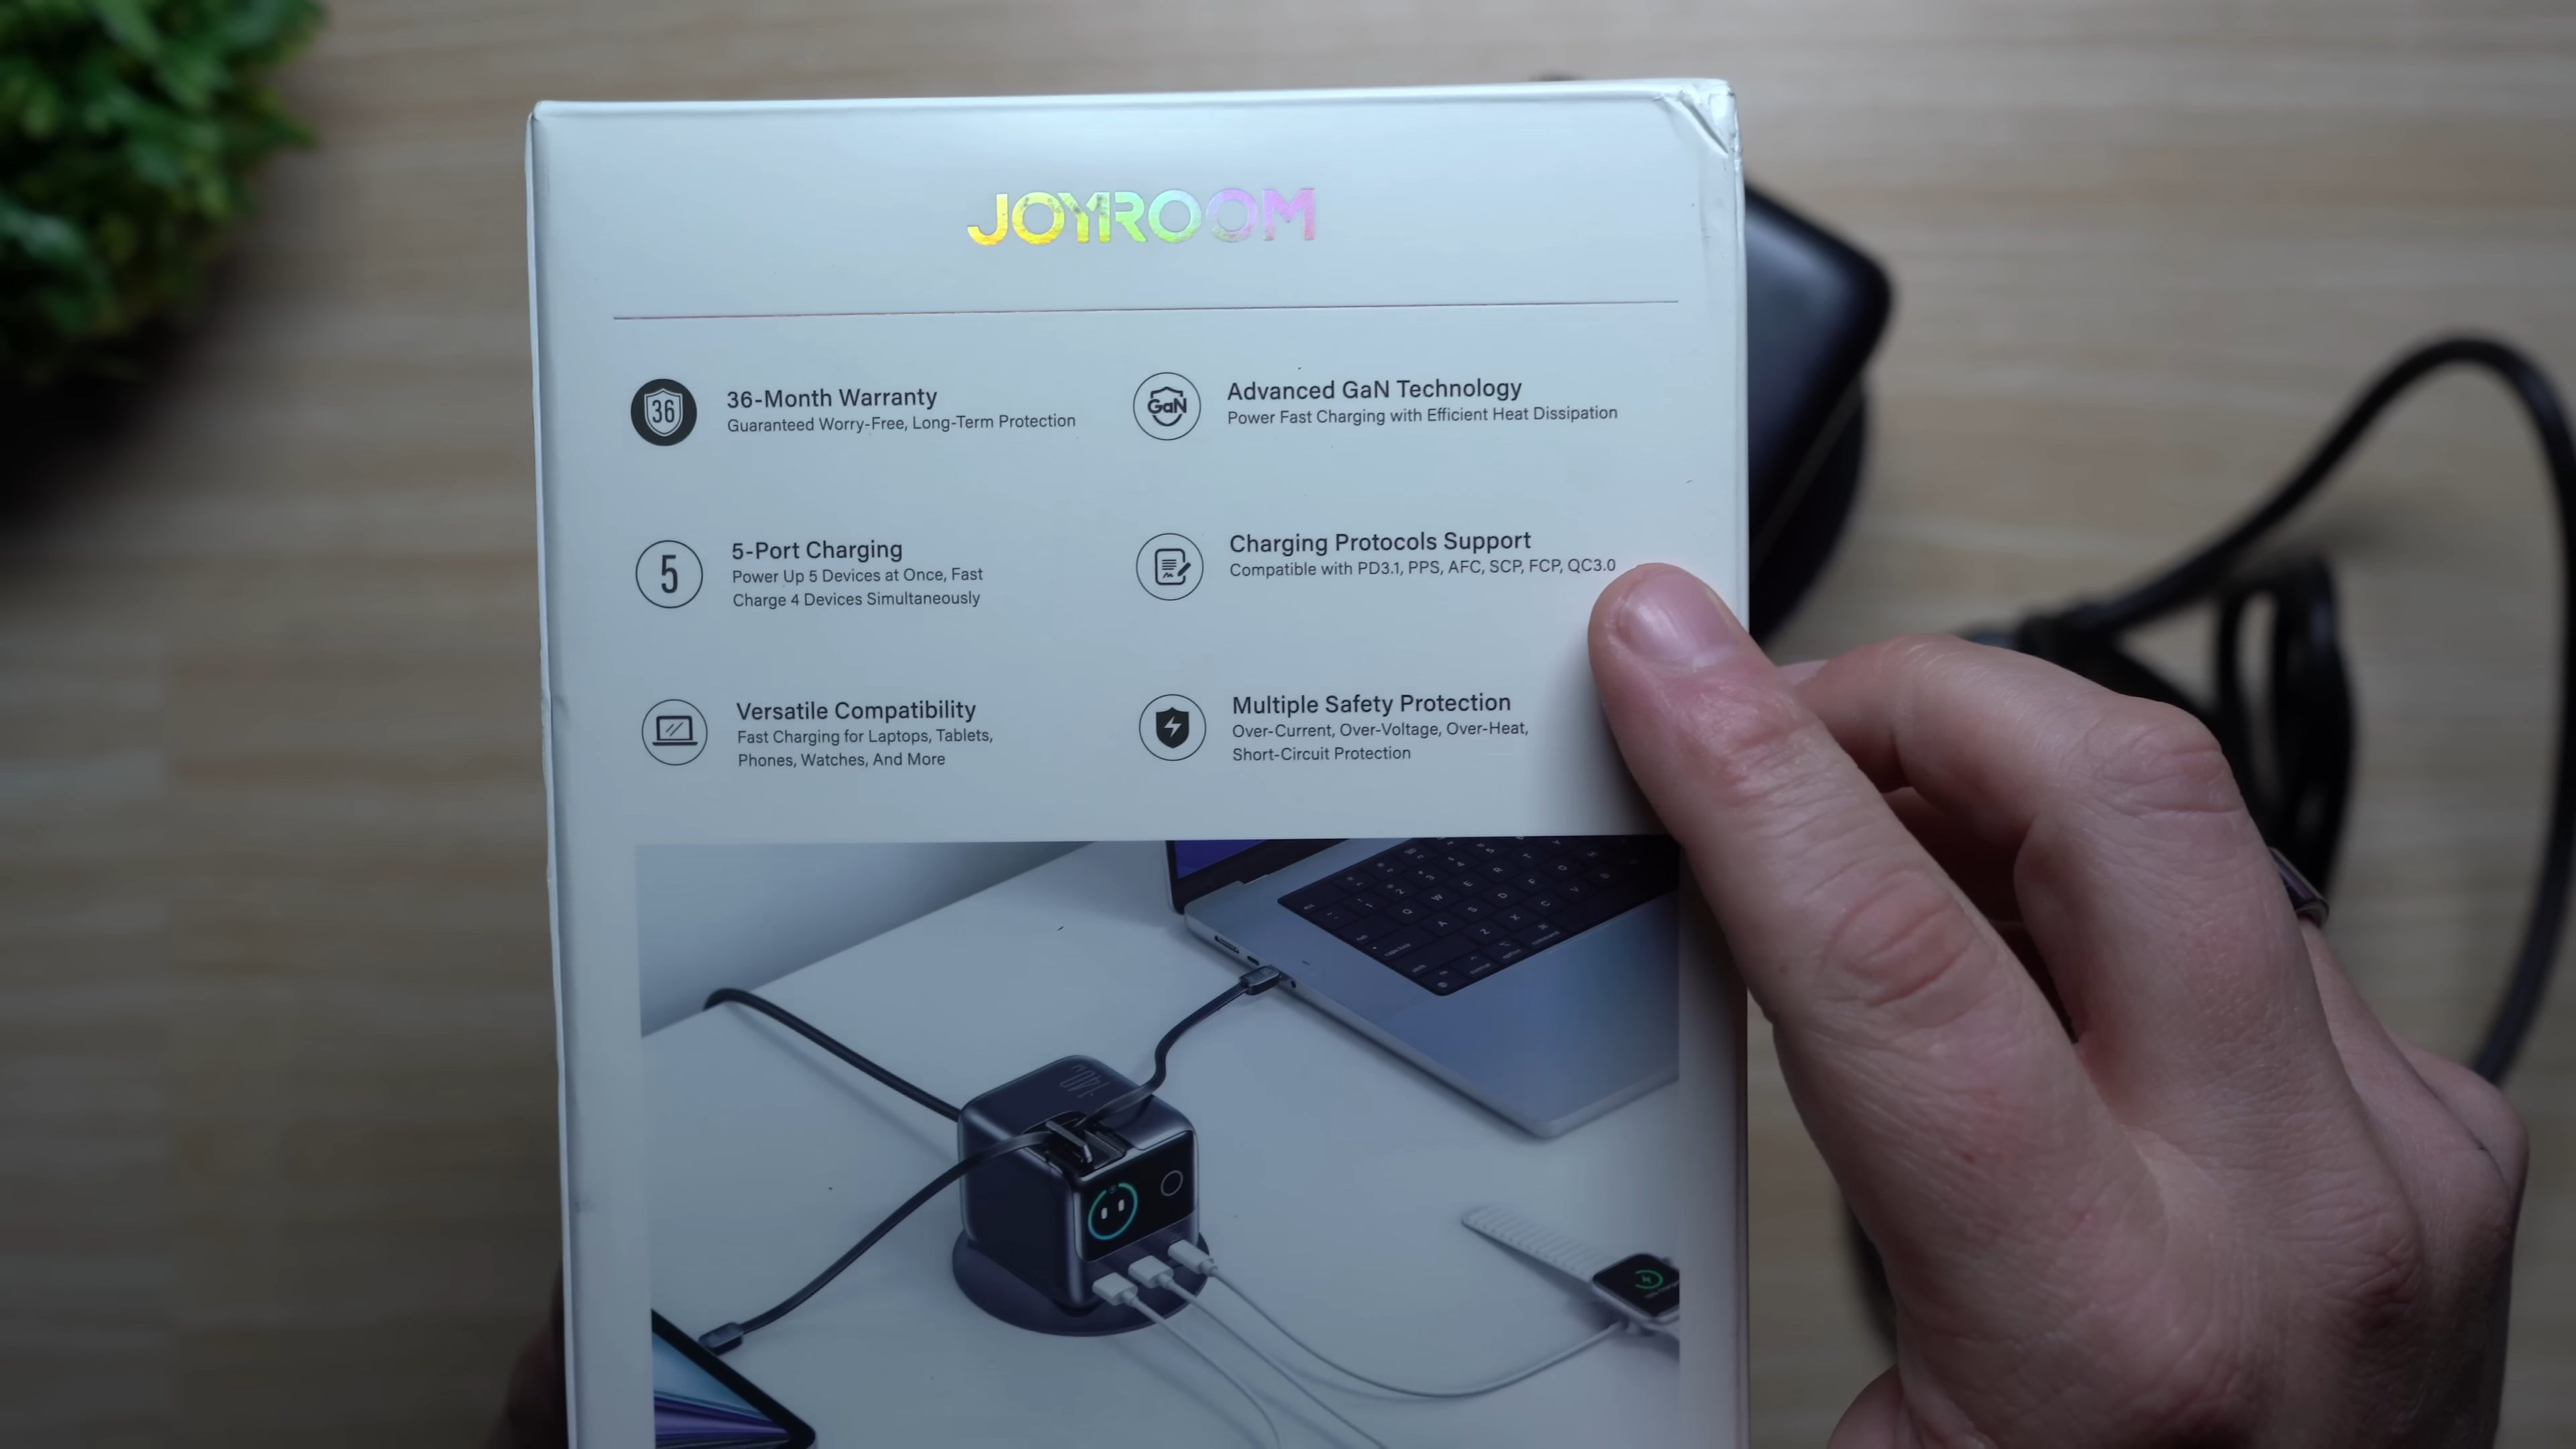 JOYROOM
36
36-Month Warranty
Guaranteed Worry-Free, Long-Term Protection
GaN
Advanced GaN Technology
Power Fast Charging with Efficient Heat Dissipation
5
5-Port Charging
Power Up 5 Devices at Once, Fast
Charge 4 Devices Simultaneously
Charging Protocols Support
Compatible with PD3.1, PPS, AFC, SCP, FCP, QC3.0
Versatile Compatibility
Fast Charging for Laptops, Tablets,
Phones, Watches, And More
Multiple Safety Protection
Over-Current, Over-Voltage, Over-Heat,
Short-Circuit Protection